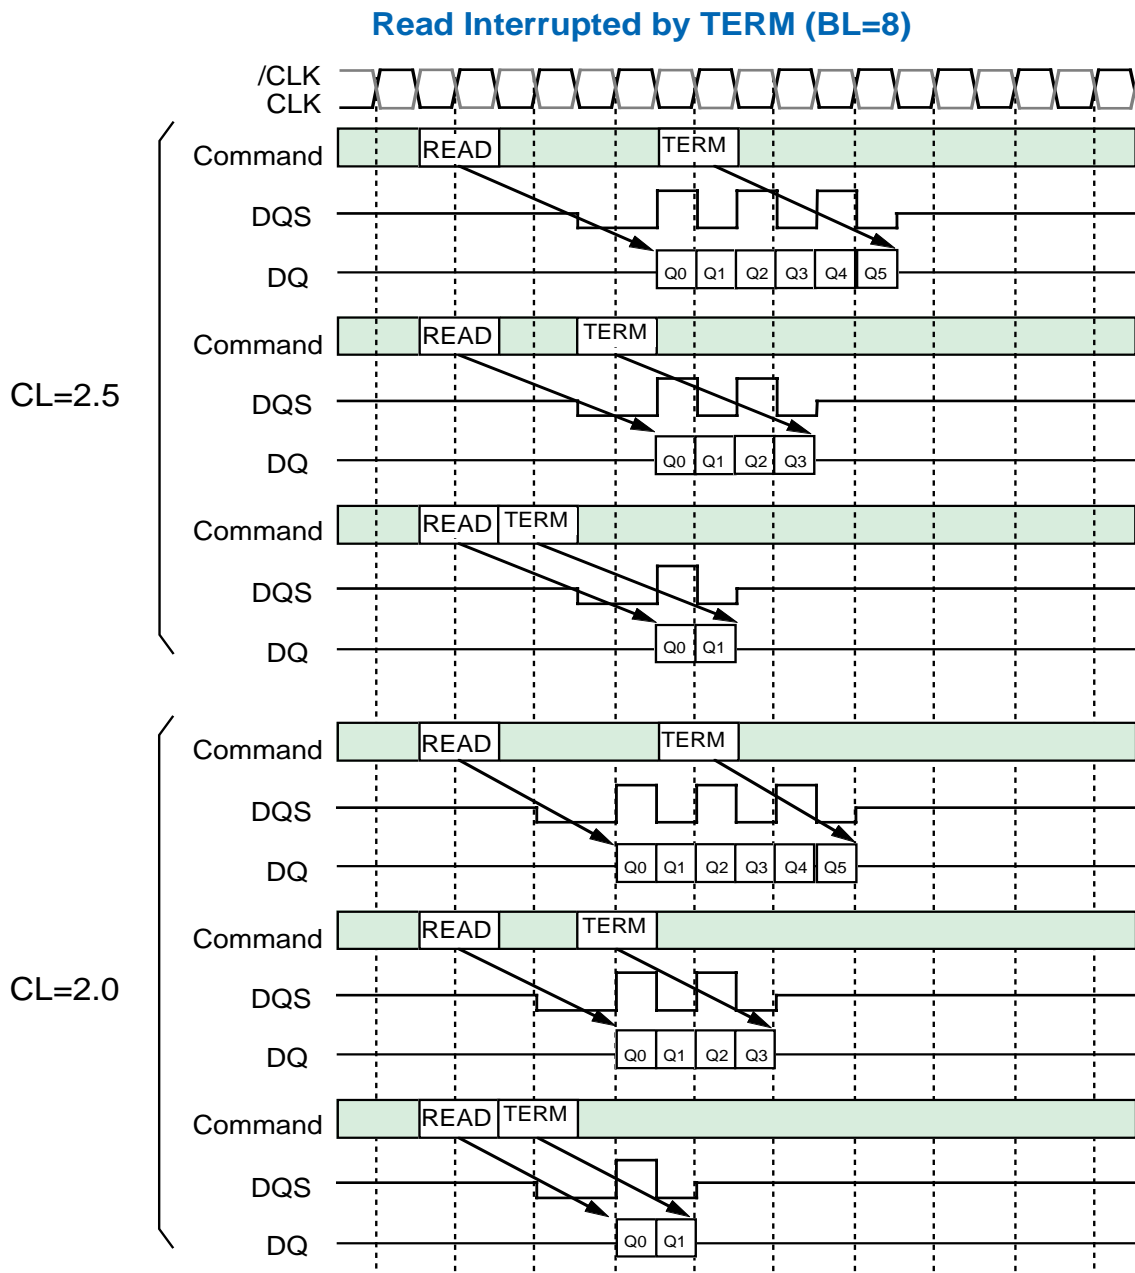 Read Interrupted by TERM (BL=8)
/CLK
CLK
Command READ TERM
DQS
DQ Q0 Q1 Q2 Q3 Q4 Q5
Command READ TERM
CL=2.5
DQS
DQ Q0 Q1 Q2 Q3
Command READ TERM
DQS
DQ Q0 Q1
Command READ TERM
DQS
DQ Q0 Q1 Q2 Q3 Q4 Q5
Command READ TERM
CL=2.0
DQS
DQ Q0 Q1 Q2 Q3
Command READ TERM
DQS
DQ Q0 Q1